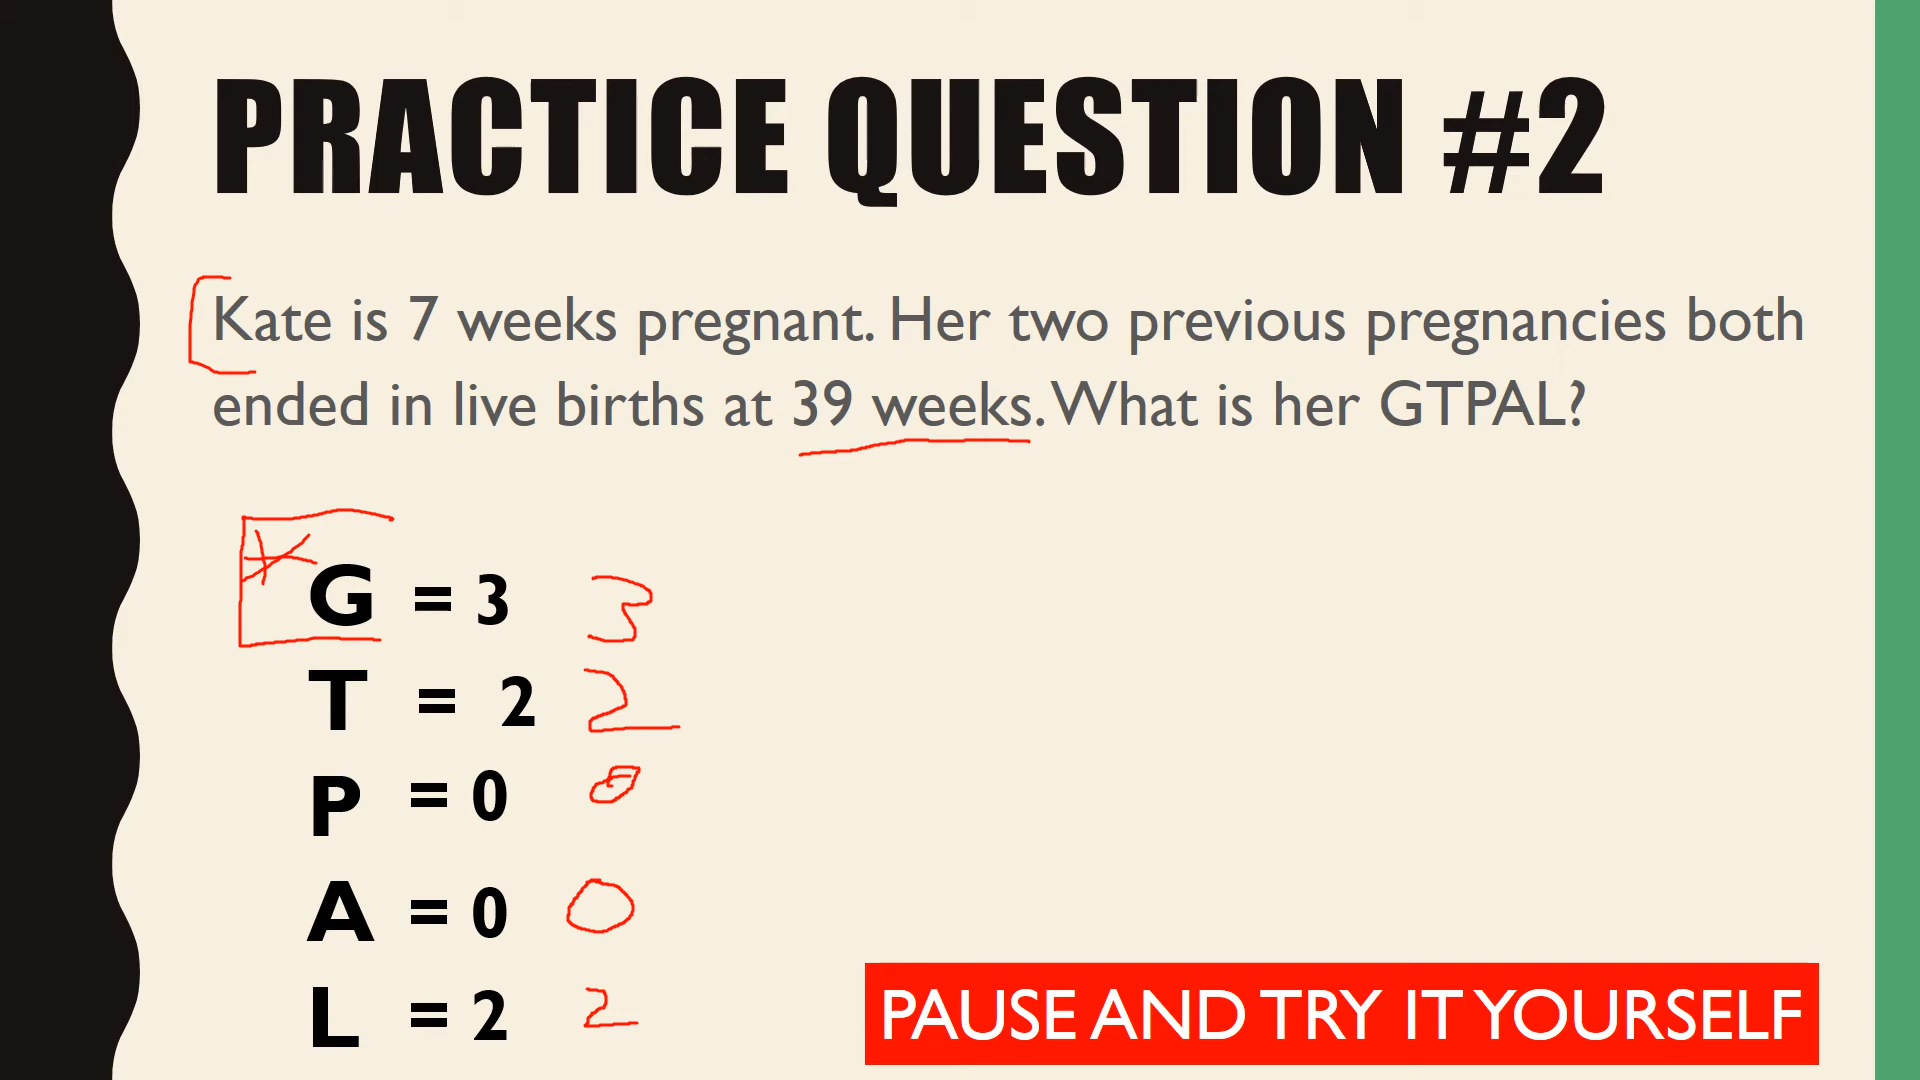 PRACTICE QUESTION #2
Kate is 7 weeks pregnant. Her two previous pregnancies both
ended in live births at 39 weeks. What is her GTPAL?
G = 3 3
T = 2 2
P = 0 0
A = 0 0
L = 2 2
PAUSE AND TRY IT YOURSELF